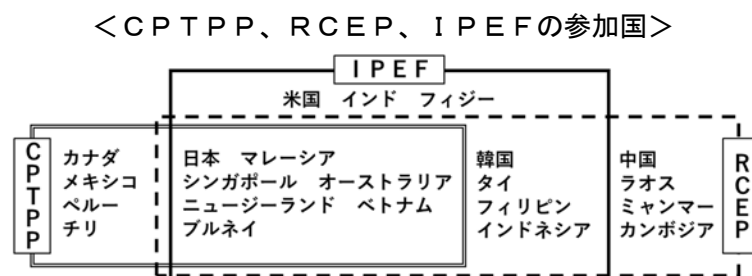 ＜ＣＰＴＰＰ、ＲＣＥＰ、ＩＰＥＦの参加国＞
ＩＰＥＦ
米国　インド　フィジー
ＣＰＴＰＰ
カナダ
メキシコ
ペルー
チリ
日本　マレーシア
シンガポール　オーストラリア
ニュージーランド　ベトナム
ブルネイ
韓国
タイ
フィリピン
インドネシア
中国
ラオス
ミャンマー
カンボジア
ＲＣＥＰ